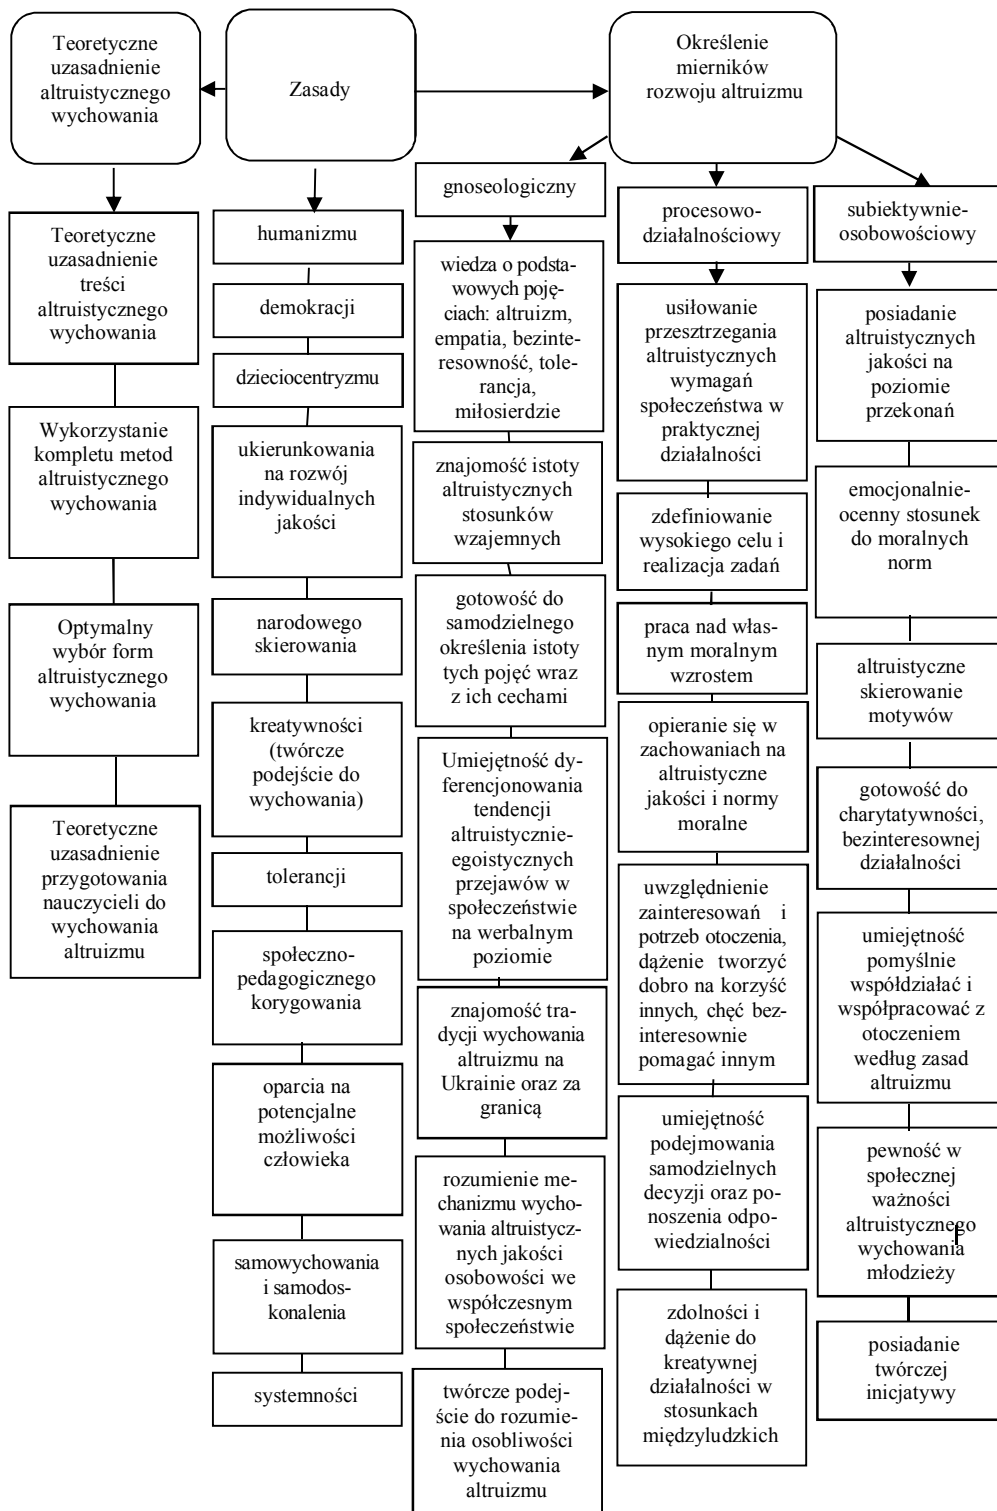 Teoretyczne
uzasadnienie
altruistycznego
wychowania
Zasady
Określenie
mierników
rozwoju altruizmu
Teoretyczne
uzasadnienie
treści
altruistycznego
wychowania
Wykorzystanie
kompletu metod
altruistycznego
wychowania
Optymalny
wybór form
altruistycznego
wychowania
Teoretyczne
uzasadnienie
przygotowania
nauczycieli do
wychowania
altruizmu
humanizmu
demokracji
dzieciocentryzmu
ukierunkowania
na rozwój
indywidualnych
jakości
narodowego
skierowania
kreatywności
(twórcze
podejście do
wychowania)
tolerancji
społeczno-
pedagogicznego
korygowania
oparcia na
potencjalne
możliwości
człowieka
samowychowania
i samodos-
konalenia
systemności
gnoseologiczny
wiedza o podsta-
wowych poję-
ciach: altruizm,
empatia, bezinte-
resowność, tole-
rancja,
miłosierdzie
znajomość istoty
altruistycznych
stosunków
wzajemnych
gotowość do
samodzielnego
określenia istoty
tych pojęć wraz
z ich cechami
Umiejętność dy-
ferencjonowania
tendencji
altruistycznie-
egoistycznych
przejawów w
społeczeństwie
na werbalnym
poziomie
znajomość tra-
dycji wychowania
altruizmu na
Ukrainie oraz za
granicą
rozumienie me-
chanizmu wycho-
wania altruistycz-
nych jakości
osobowości we
współczesnym
społeczeństwie
twórcze podej-
ście do rozumie-
nia osobliwości
wychowania
altruizmu
procesowo-
działalnościowy
usiłowanie
przesztrzegania
altruistycznych
wymagań
społeczeństwa w
praktycznej
działalności
zdefiniowanie
wysokiego celu i
realizacja zadań
praca nad włas-
nym moralnym
wzrostem
opieranie się w
zachowaniach na
altruistyczne
jakości i normy
moralne
uwzględnienie
zainteresowań i
potrzeb otoczenia,
dążenie tworzyć
dobro na korzyść
innych, chęć bez-
interesownie
pomagać innym
umiejętność
podejmowania
samodzielnych
decyzji oraz po-
noszenia odpo-
wiedzialności
zdolności i
dążenie do
kreatywnej
działalności w
stosunkach
międzyludzkich
subiektywnie-
osobowościowy
posiadanie
altruistycznych
jakości na
poziomie
przekonań
emocjonalnie-
ocenny stosunek
do moralnych
norm
altruistyczne
skierowanie
motywów
gotowość do
charytatywności,
bezinteresownej
działalności
umiejętność
pomyślnie
współdziałać i
współpracować z
otoczeniem
według zasad
altruizmu
pewność w
społecznej
ważności
altruistycznego
wychowania
młodzieży
posiadanie
twórczej
inicjatywy